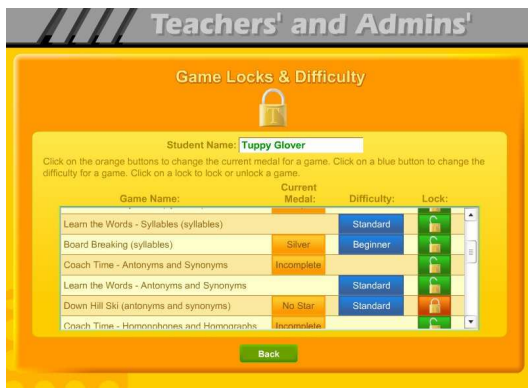 Teachers' and Admins'
Game Locks & Difficulty
Student Name: Tuppy Glover
Click on the orange buttons to change the current medal for a game. Click on a blue button to change the
difficulty for a game. Click on a lock to lock or unlock
a game.
Game Name: Current Medal: Difficulty: Lock:
Learn the Words - Syllables (syllables) Standard
Board Breaking (syllables) Silver Beginner
Coach Time - Antonyms and Synonyms Incomplete
Learn the Words - Antonyms and Synonyms Standard
Down Hill Ski (antonyms and synonyms) No Star Standard
Coach Time - Homophones and Homographs Incomplete
Back